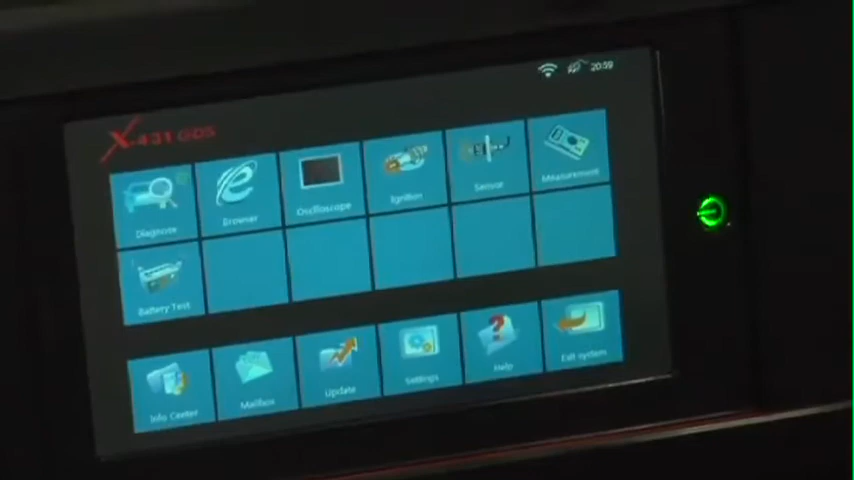 20:59
X-431 GDS
Diagnose Browser Oscilloscope Ignition Sensor Measurement
Battery Test
Info Center Mailbox Update Settings Help Exit system